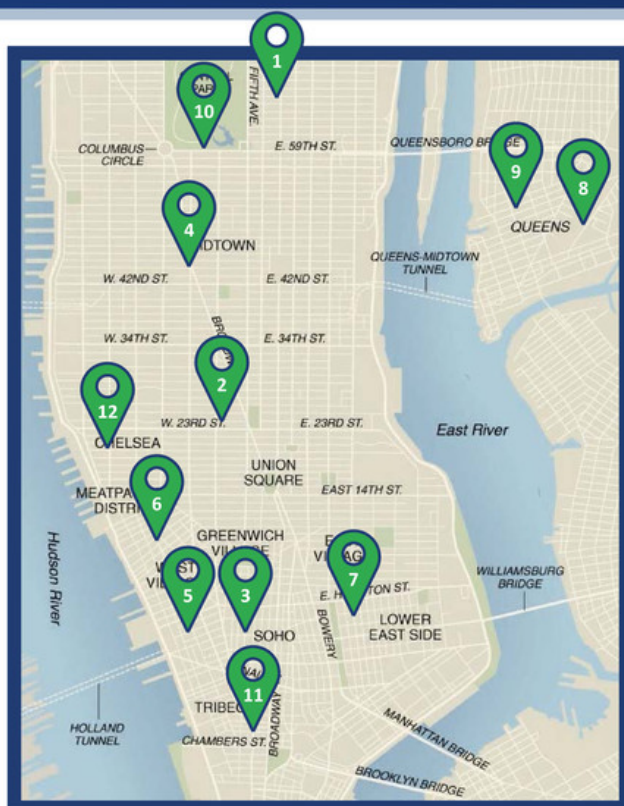 1
10
PARK
FIFTH AVE.
COLUMBUS
CIRCLE
E. 59TH ST.
QUEENSBORO BRIDGE
9
8
QUEENS
4
IDTOWN
QUEENS-MIDTOWN
TUNNEL
W. 42ND ST.
E. 42ND ST.
W. 34TH ST.
E. 34TH ST.
2
12
W. 23RD ST.
E. 23RD ST.
CHELSEA
East River
UNION
SQUARE
EAST 14TH ST.
6
Hudson River
GREENWICH
7
5
3
WILLIAMSBURG
BRIDGE
SOHO
BOWERY
LOWER
EAST SIDE
11
HOLLAND
TUNNEL
CHAMBERS ST.
BROADWAY
MANHATTAN BRIDGE
BROOKLYN BRIDGE